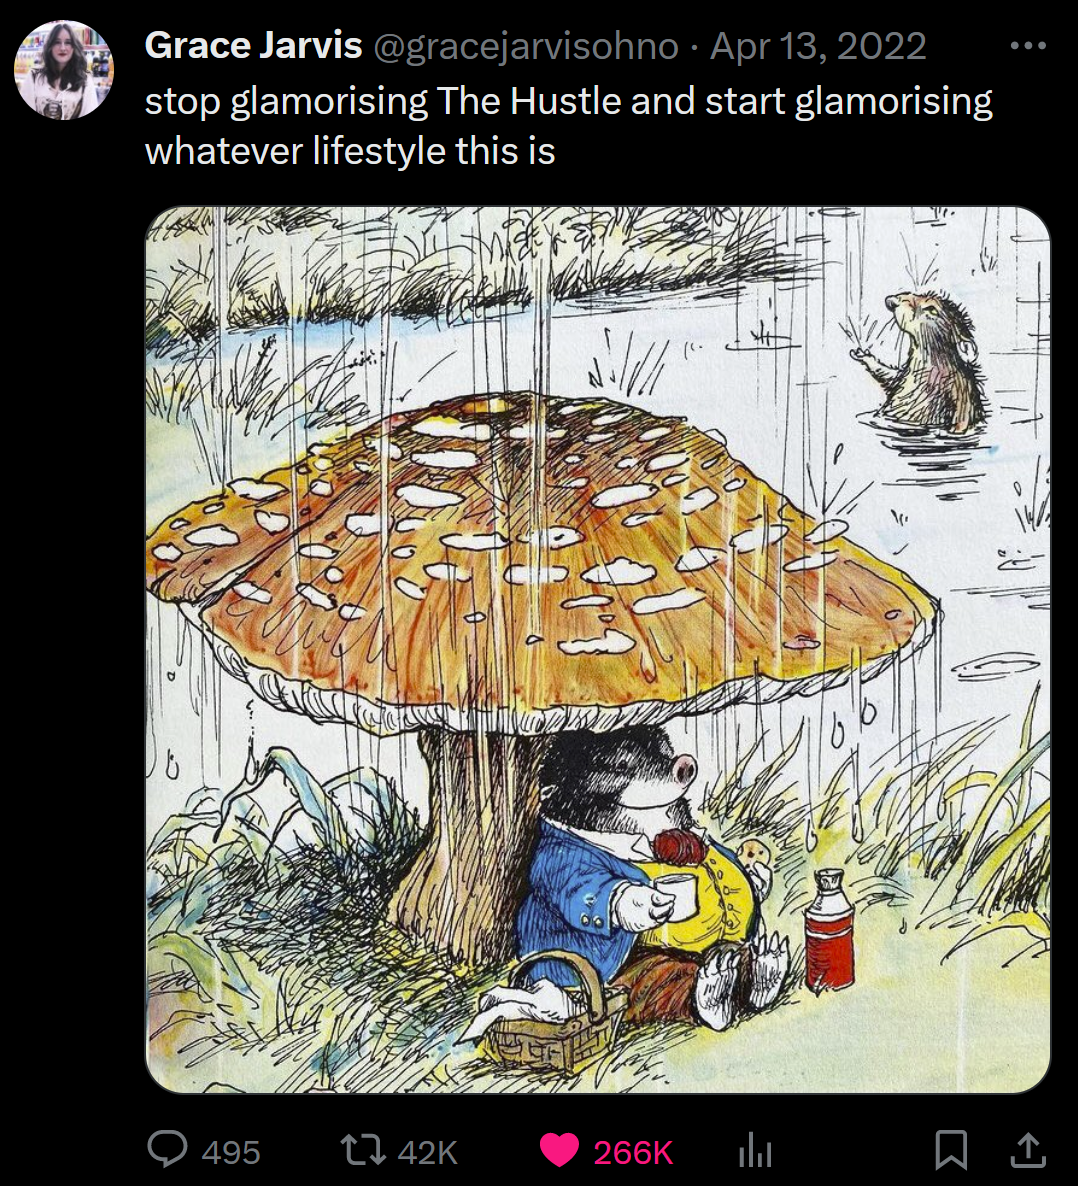 Grace Jarvis @gracejarvisohno · Apr 13, 2022
stop glamorising The Hustle and start glamorising
whatever lifestyle this is
495 42K 266K